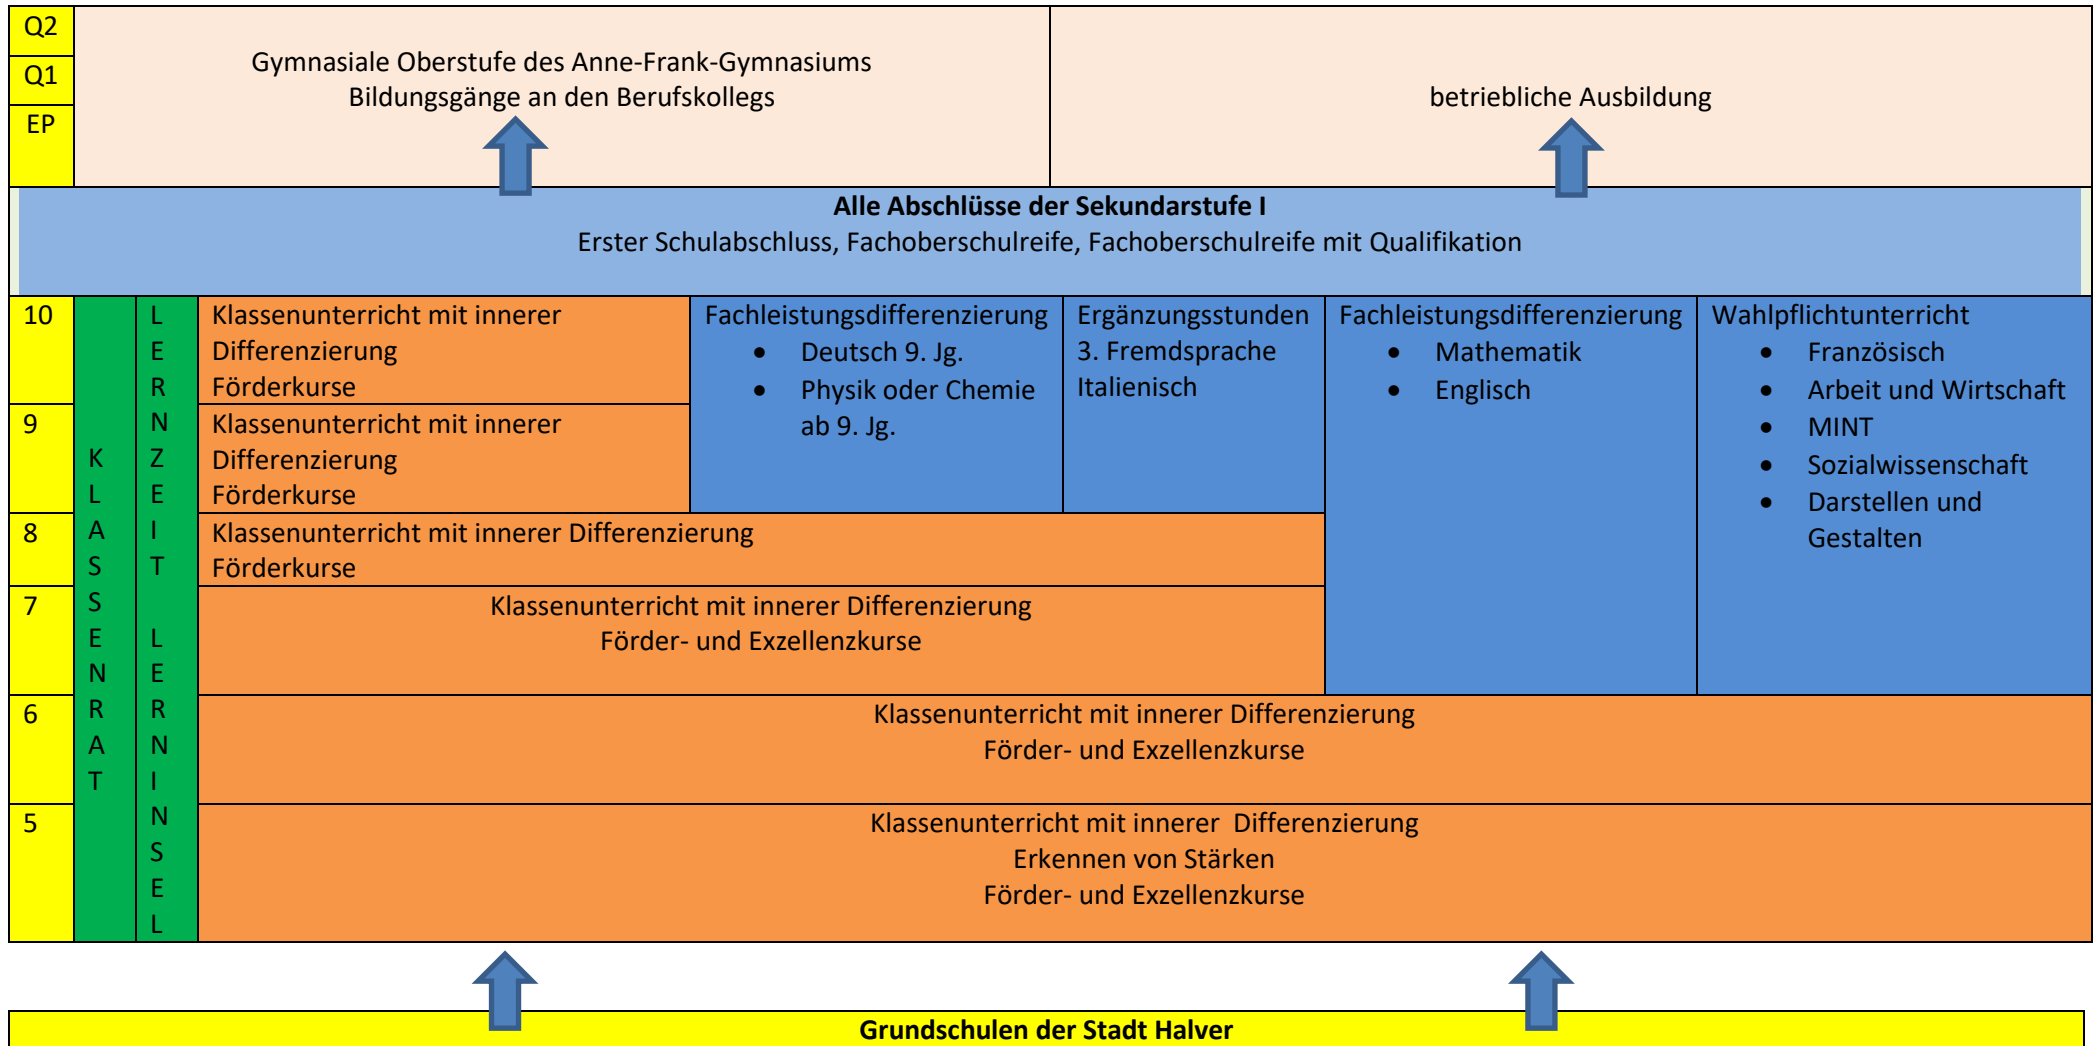 Q2
Q1
EP
Gymnasiale Oberstufe des Anne-Frank-Gymnasiums
Bildungsgänge an den Berufskollegs
betriebliche Ausbildung
Alle Abschlüsse der Sekundarstufe I
Erster Schulabschluss, Fachoberschulreife, Fachoberschulreife mit Qualifikation
10
9
8
7
6
5
KLASSENRAT
LERNZEIT LERNINSEL
Klassenunterricht mit innerer
Differenzierung
Förderkurse
Klassenunterricht mit innerer
Differenzierung
Förderkurse
Fachleistungsdifferenzierung
• Deutsch 9. Jg.
• Physik oder Chemie
ab 9. Jg.
Ergänzungsstunden
3. Fremdsprache
Italienisch
Fachleistungsdifferenzierung
• Mathematik
• Englisch
Wahlpflichtunterricht
• Französisch
• Arbeit und Wirtschaft
• MINT
• Sozialwissenschaft
• Darstellen und
Gestalten
Klassenunterricht mit innerer Differenzierung
Förderkurse
Klassenunterricht mit innerer Differenzierung
Förder- und Exzellenzkurse
Klassenunterricht mit innerer Differenzierung
Förder- und Exzellenzkurse
Klassenunterricht mit innerer  Differenzierung
Erkennen von Stärken
Förder- und Exzellenzkurse
Grundschulen der Stadt Halver